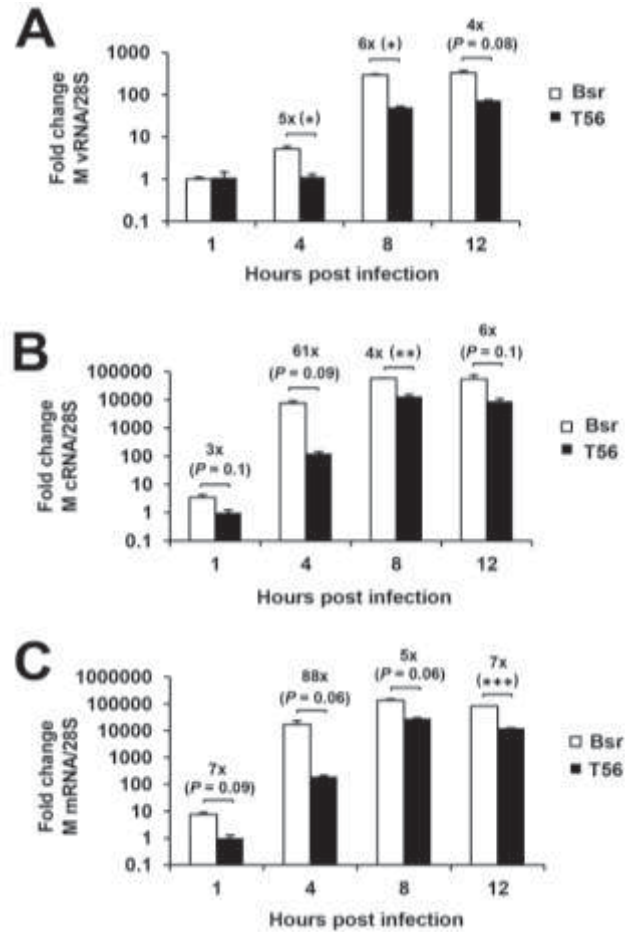 A
Fold change
M vRNA/28S
1000
100
10
1
0.1
5x (*)
6x (*)
4x
(P = 0.08)
Bsr
T56
1 4 8 12
Hours post infection
B
Fold change
M cRNA/28S
100000
10000
1000
100
10
1
0.1
3x
(P = 0.1)
61x
(P = 0.09)
4x (**)
6x
(P = 0.1)
Bsr
T56
1 4 8 12
Hours post infection
C
Fold change
M mRNA/28S
1000000
100000
10000
1000
100
10
1
0.1
7x
(P = 0.09)
88x
(P = 0.06)
5x
(P = 0.06)
7x
(***)
Bsr
T56
1 4 8 12
Hours post infection